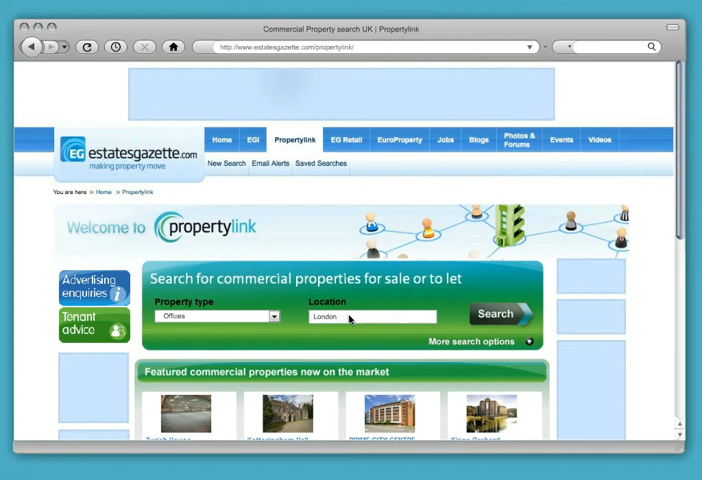 Commercial Property search UK | Propertylink
http://www.estatesgazette.com/propertylink/
EG estatesgazette.com
making property move
Home EGI Propertylink EG Retail EuroProperty Jobs Blogs Photos & Forums Events Videos
New Search Email Alerts Saved Searches
You are here » Home » Propertylink
Welcome to propertylink
Advertising enquiries i
Tenant advice
Search for commercial properties for sale or to let
Property type Location
Offices London Search
More search options
Featured commercial properties new on the market